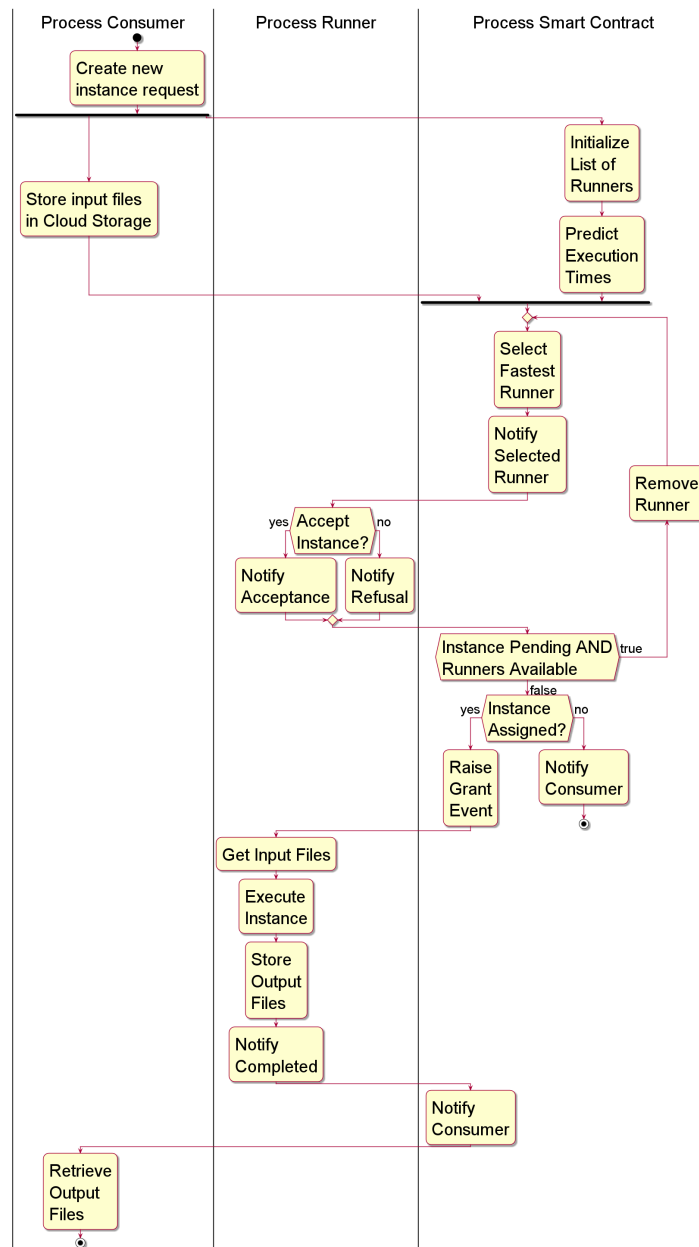 Process Consumer
Process Runner
Process Smart Contract
Create new
instance request
Initialize
List of
Runners
Store input files
in Cloud Storage
Predict
Execution
Times
Select
Fastest
Runner
Notify
Selected
Runner
Remove
Runner
yes
Accept
Instance?
no
Notify
Acceptance
Notify
Refusal
Instance Pending AND
Runners Available
true
false
yes
Instance
Assigned?
no
Raise
Grant
Event
Notify
Consumer
Get Input Files
Execute
Instance
Store
Output
Files
Notify
Completed
Notify
Consumer
Retrieve
Output
Files